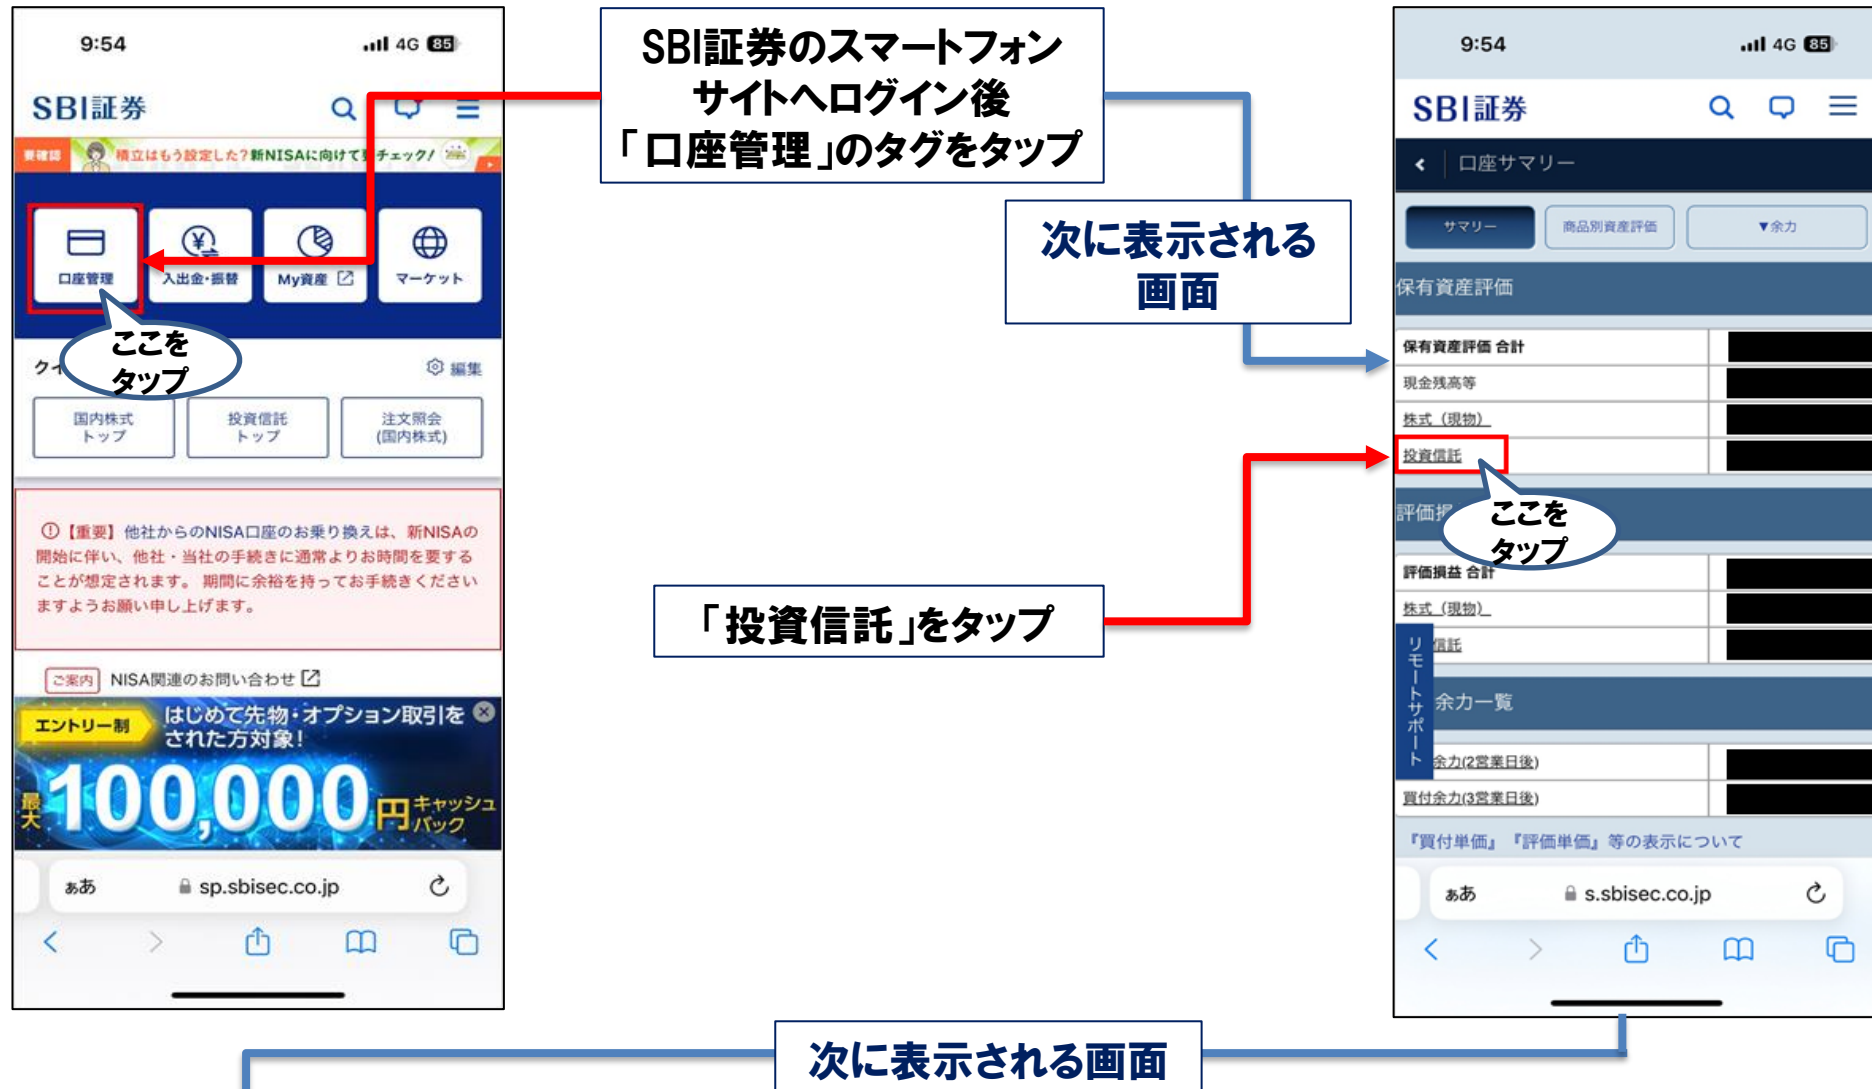 9:54
4G 85
SBI証券
要確認
積立はもう設定した?新NISAに向けて要チェック!
口座管理
入出金・振替
My資産
マーケット
ここを
タップ
クイ
編集
国内株式
トップ
投資信託
トップ
注文照会
(国内株式)
【重要】他社からのNISA口座のお乗り換えは、新NISAの
開始に伴い、他社・当社の手続きに通常よりお時間を要する
ことが想定されます。 期間に余裕を持ってお手続きください
ますようお願い申し上げます。
ご案内 NISA関連のお問い合わせ
エントリー制
はじめて先物・オプション取引を
された方対象!
最大100,000円キャッシュ
バック
ぁあ sp.sbisec.co.jp
SBI証券のスマートフォン
サイトへログイン後
「口座管理」のタグをタップ
次に表示される
画面
「投資信託」をタップ
9:54
4G 85
SBI証券
口座サマリー
サマリー
商品別資産評価
▼余力
保有資産評価
保有資産評価 合計
現金残高等
株式（現物）
投資信託
ここを
タップ
評価損
評価損益 合計
株式（現物）
信託
リモートサポート
余力一覧
余力(2営業日後)
買付余力(3営業日後)
『買付単価』『評価単価』等の表示について
ぁあ s.sbisec.co.jp
次に表示される画面